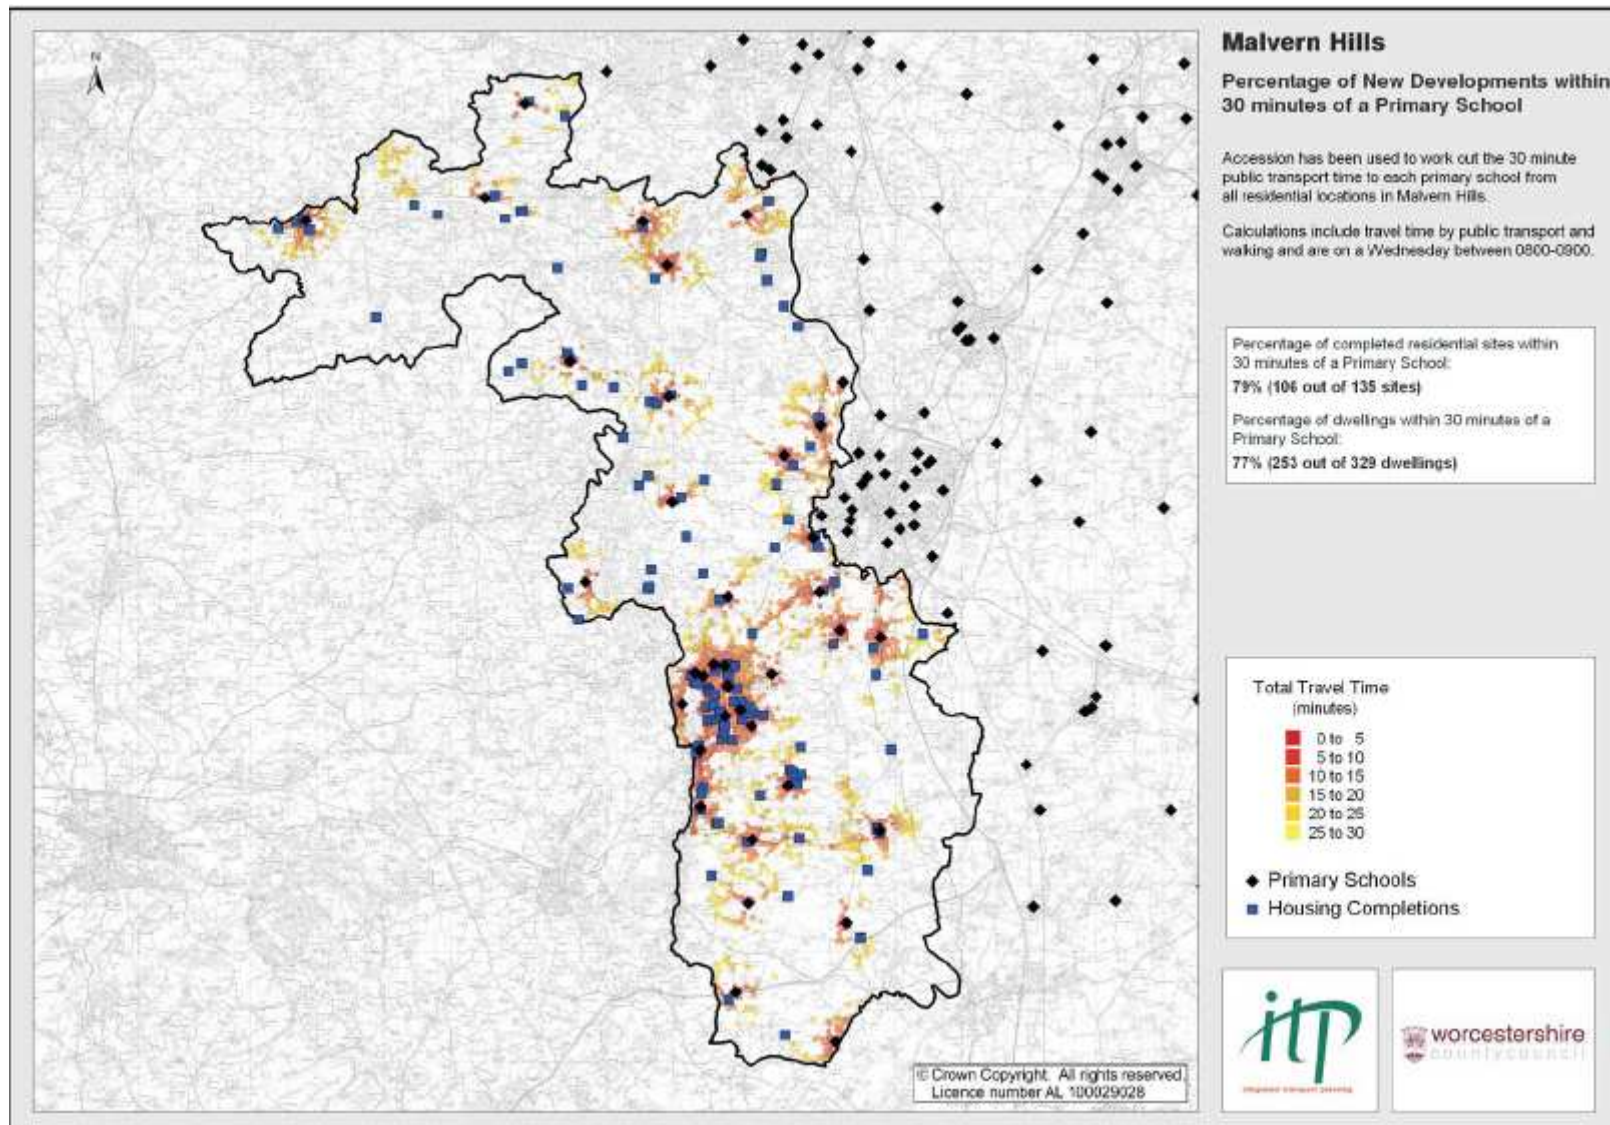 N
Malvern Hills
Percentage of New Developments within
30 minutes of a Primary School
Accession has been used to work out the 30 minute
public transport time to each primary school from
all residential locations in Malvern Hills.
Calculations include travel time by public transport and
walking and are on a Wednesday between 0800-0900.
Percentage of completed residential sites within
30 minutes of a Primary School:
79% (106 out of 135 sites)
Percentage of dwellings within 30 minutes of a
Primary School:
77% (253 out of 329 dwellings)
Total Travel Time
(minutes)
0 to 5
5 to 10
10 to 15
15 to 20
20 to 25
25 to 30
Primary Schools
Housing Completions
© Crown Copyright. All rights reserved.
Licence number AL 100029028
itp
integrated transport planning
worcestershire
countycouncil